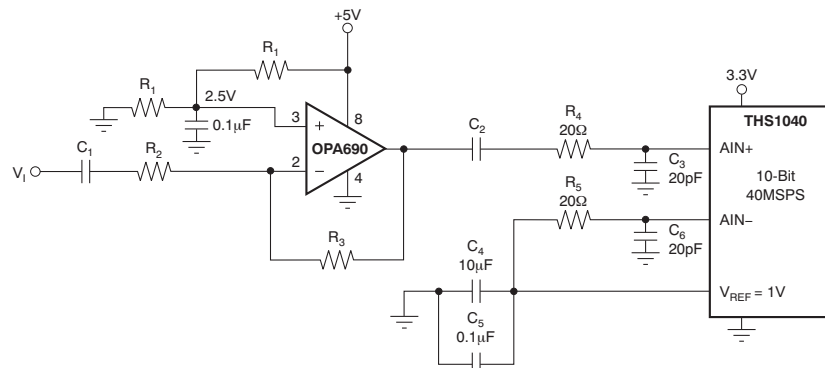 +5V
R1
R1
2.5V
0.1μF
3
+
8
OPA690
2
−
4
VI
C1
R2
R3
C2
R4
20Ω
C3
20pF
R5
20Ω
C6
20pF
C4
10μF
C5
0.1μF
3.3V
THS1040
AIN+
10-Bit
40MSPS
AIN−
VREF = 1V